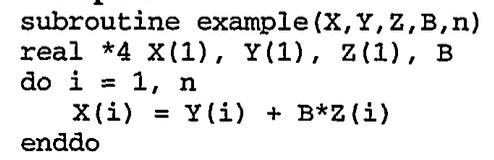 subroutine example(X,Y,Z,B,n)
real *4 X(1), Y(1), Z(1), B
do i = 1, n
X(i) = Y(i) + B*Z(i)
enddo